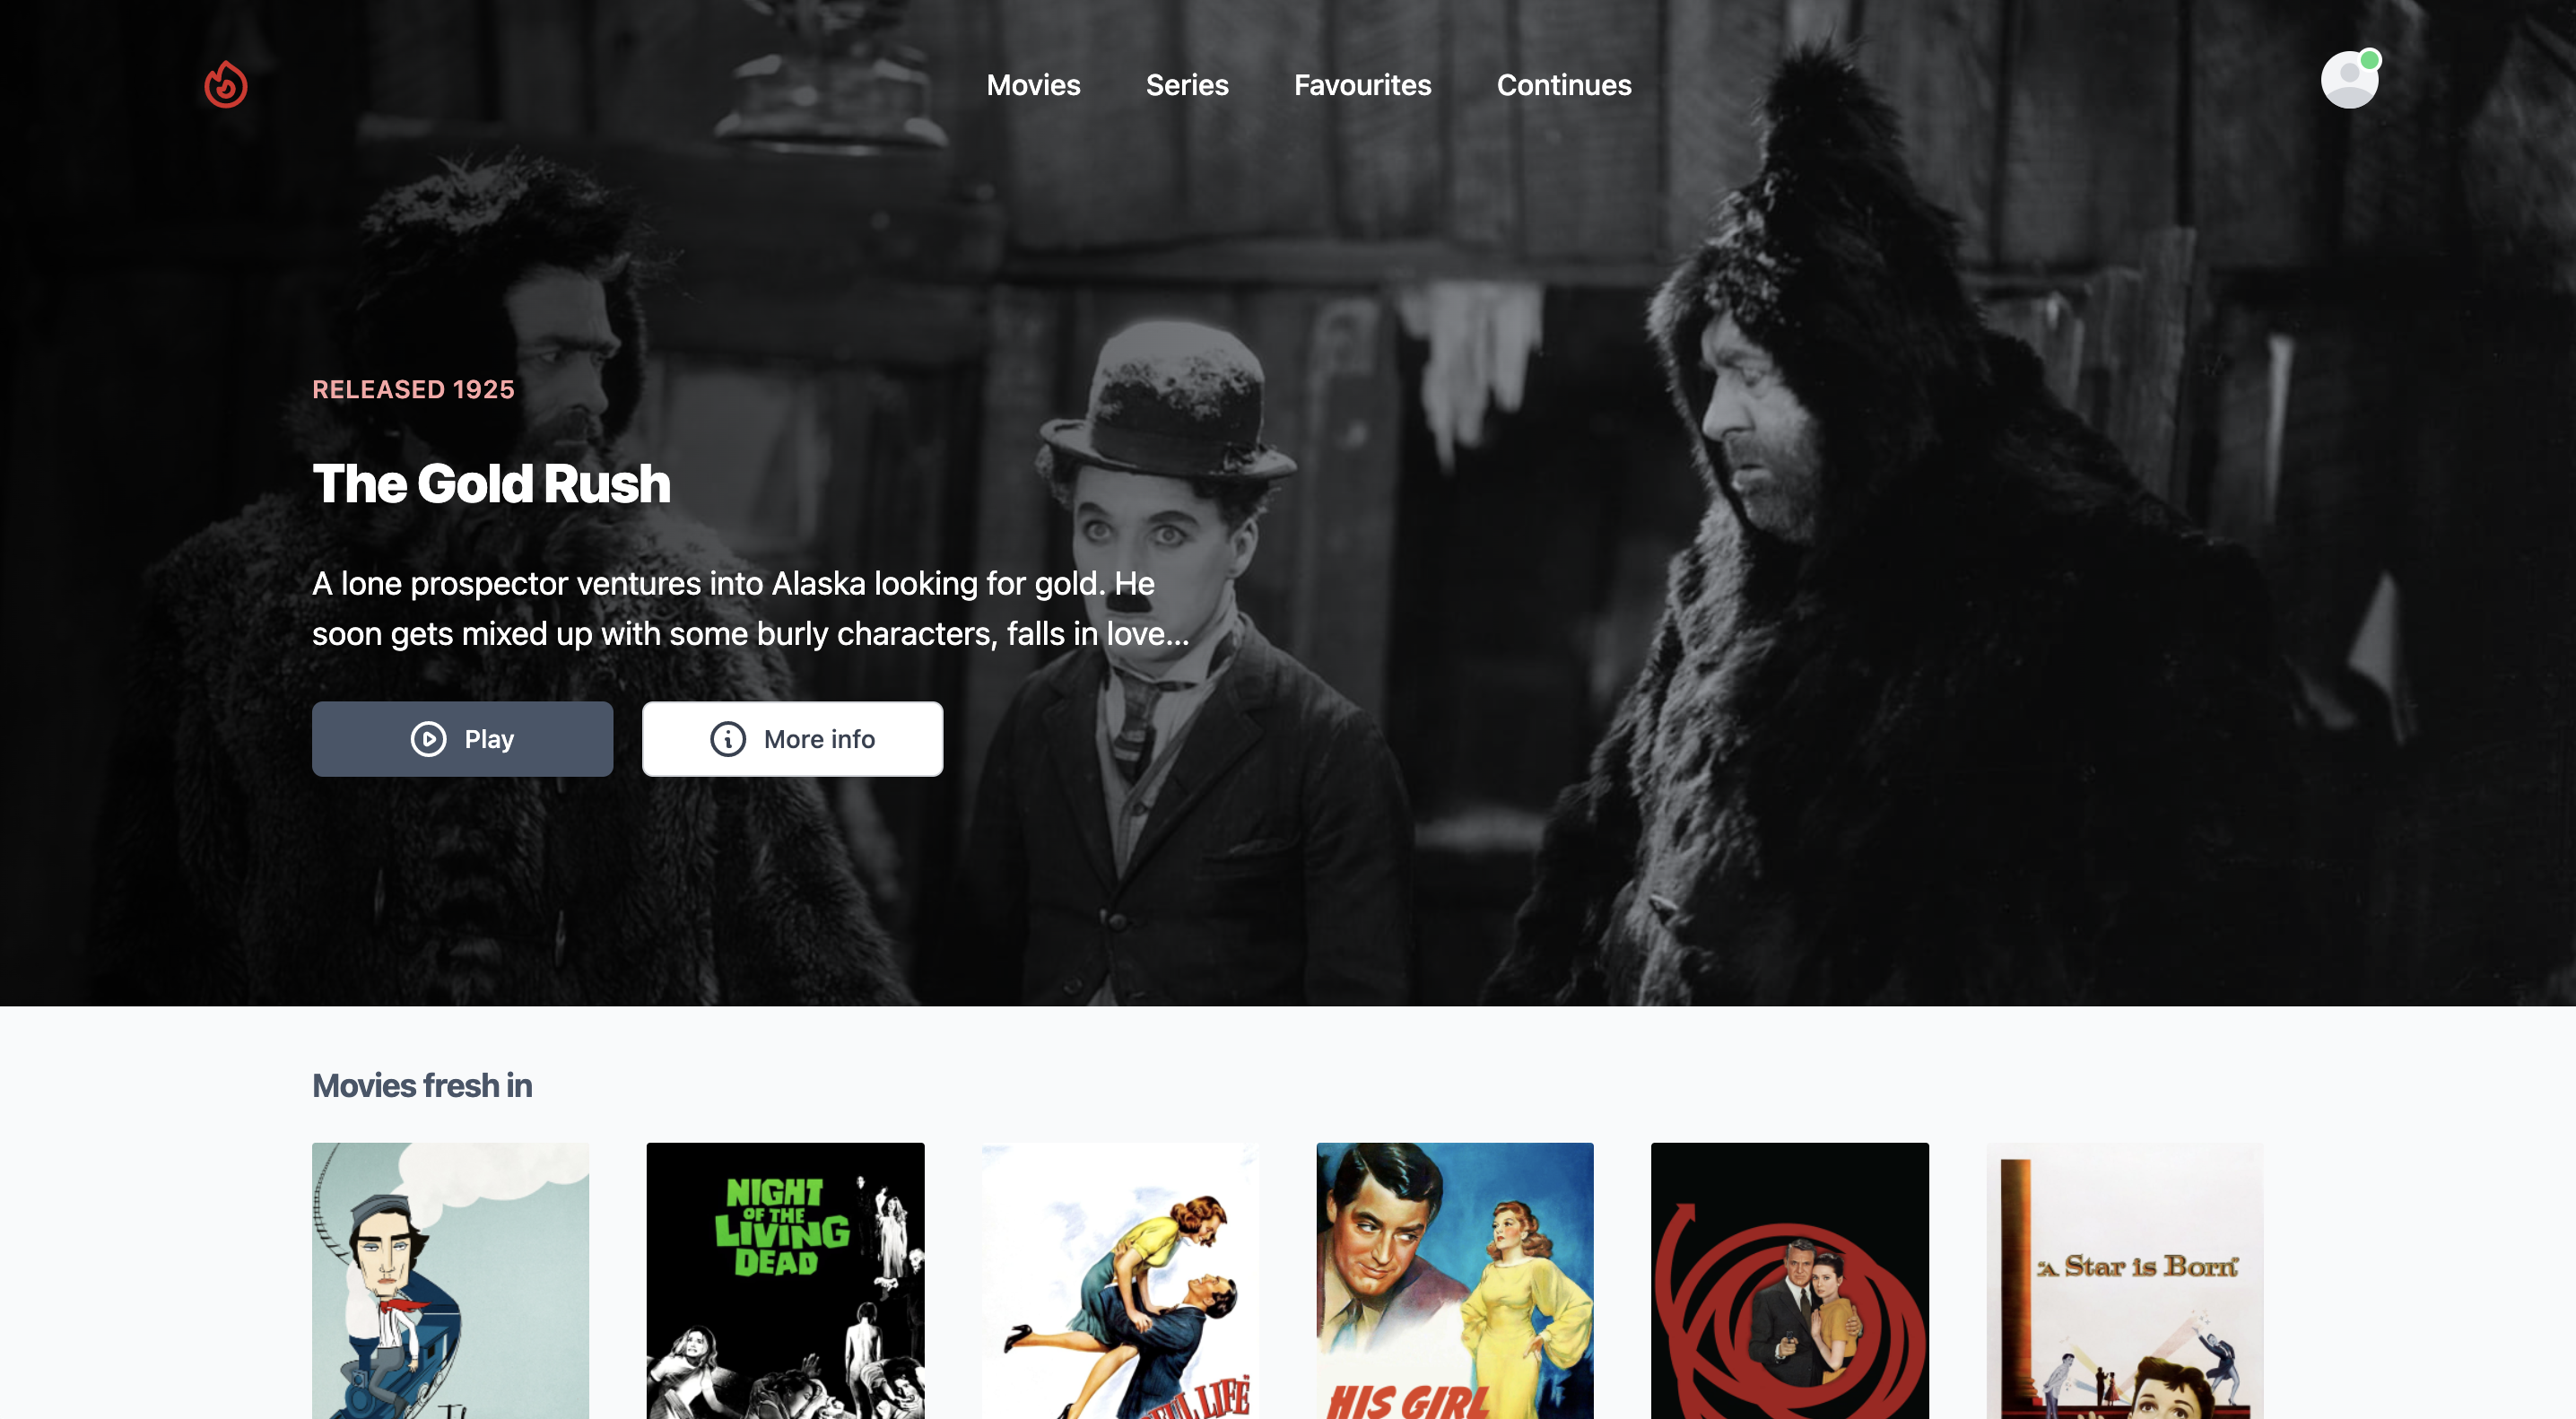 Movies
Series
Favourites
Continues
RELEASED 1925
The Gold Rush
A lone prospector ventures into Alaska looking for gold. He
soon gets mixed up with some burly characters, falls in love...
Play
More info
Movies fresh in
NIGHT
OF THE
LIVING
DEAD
LIFE"
HIS GIRL
"A Star is Born"